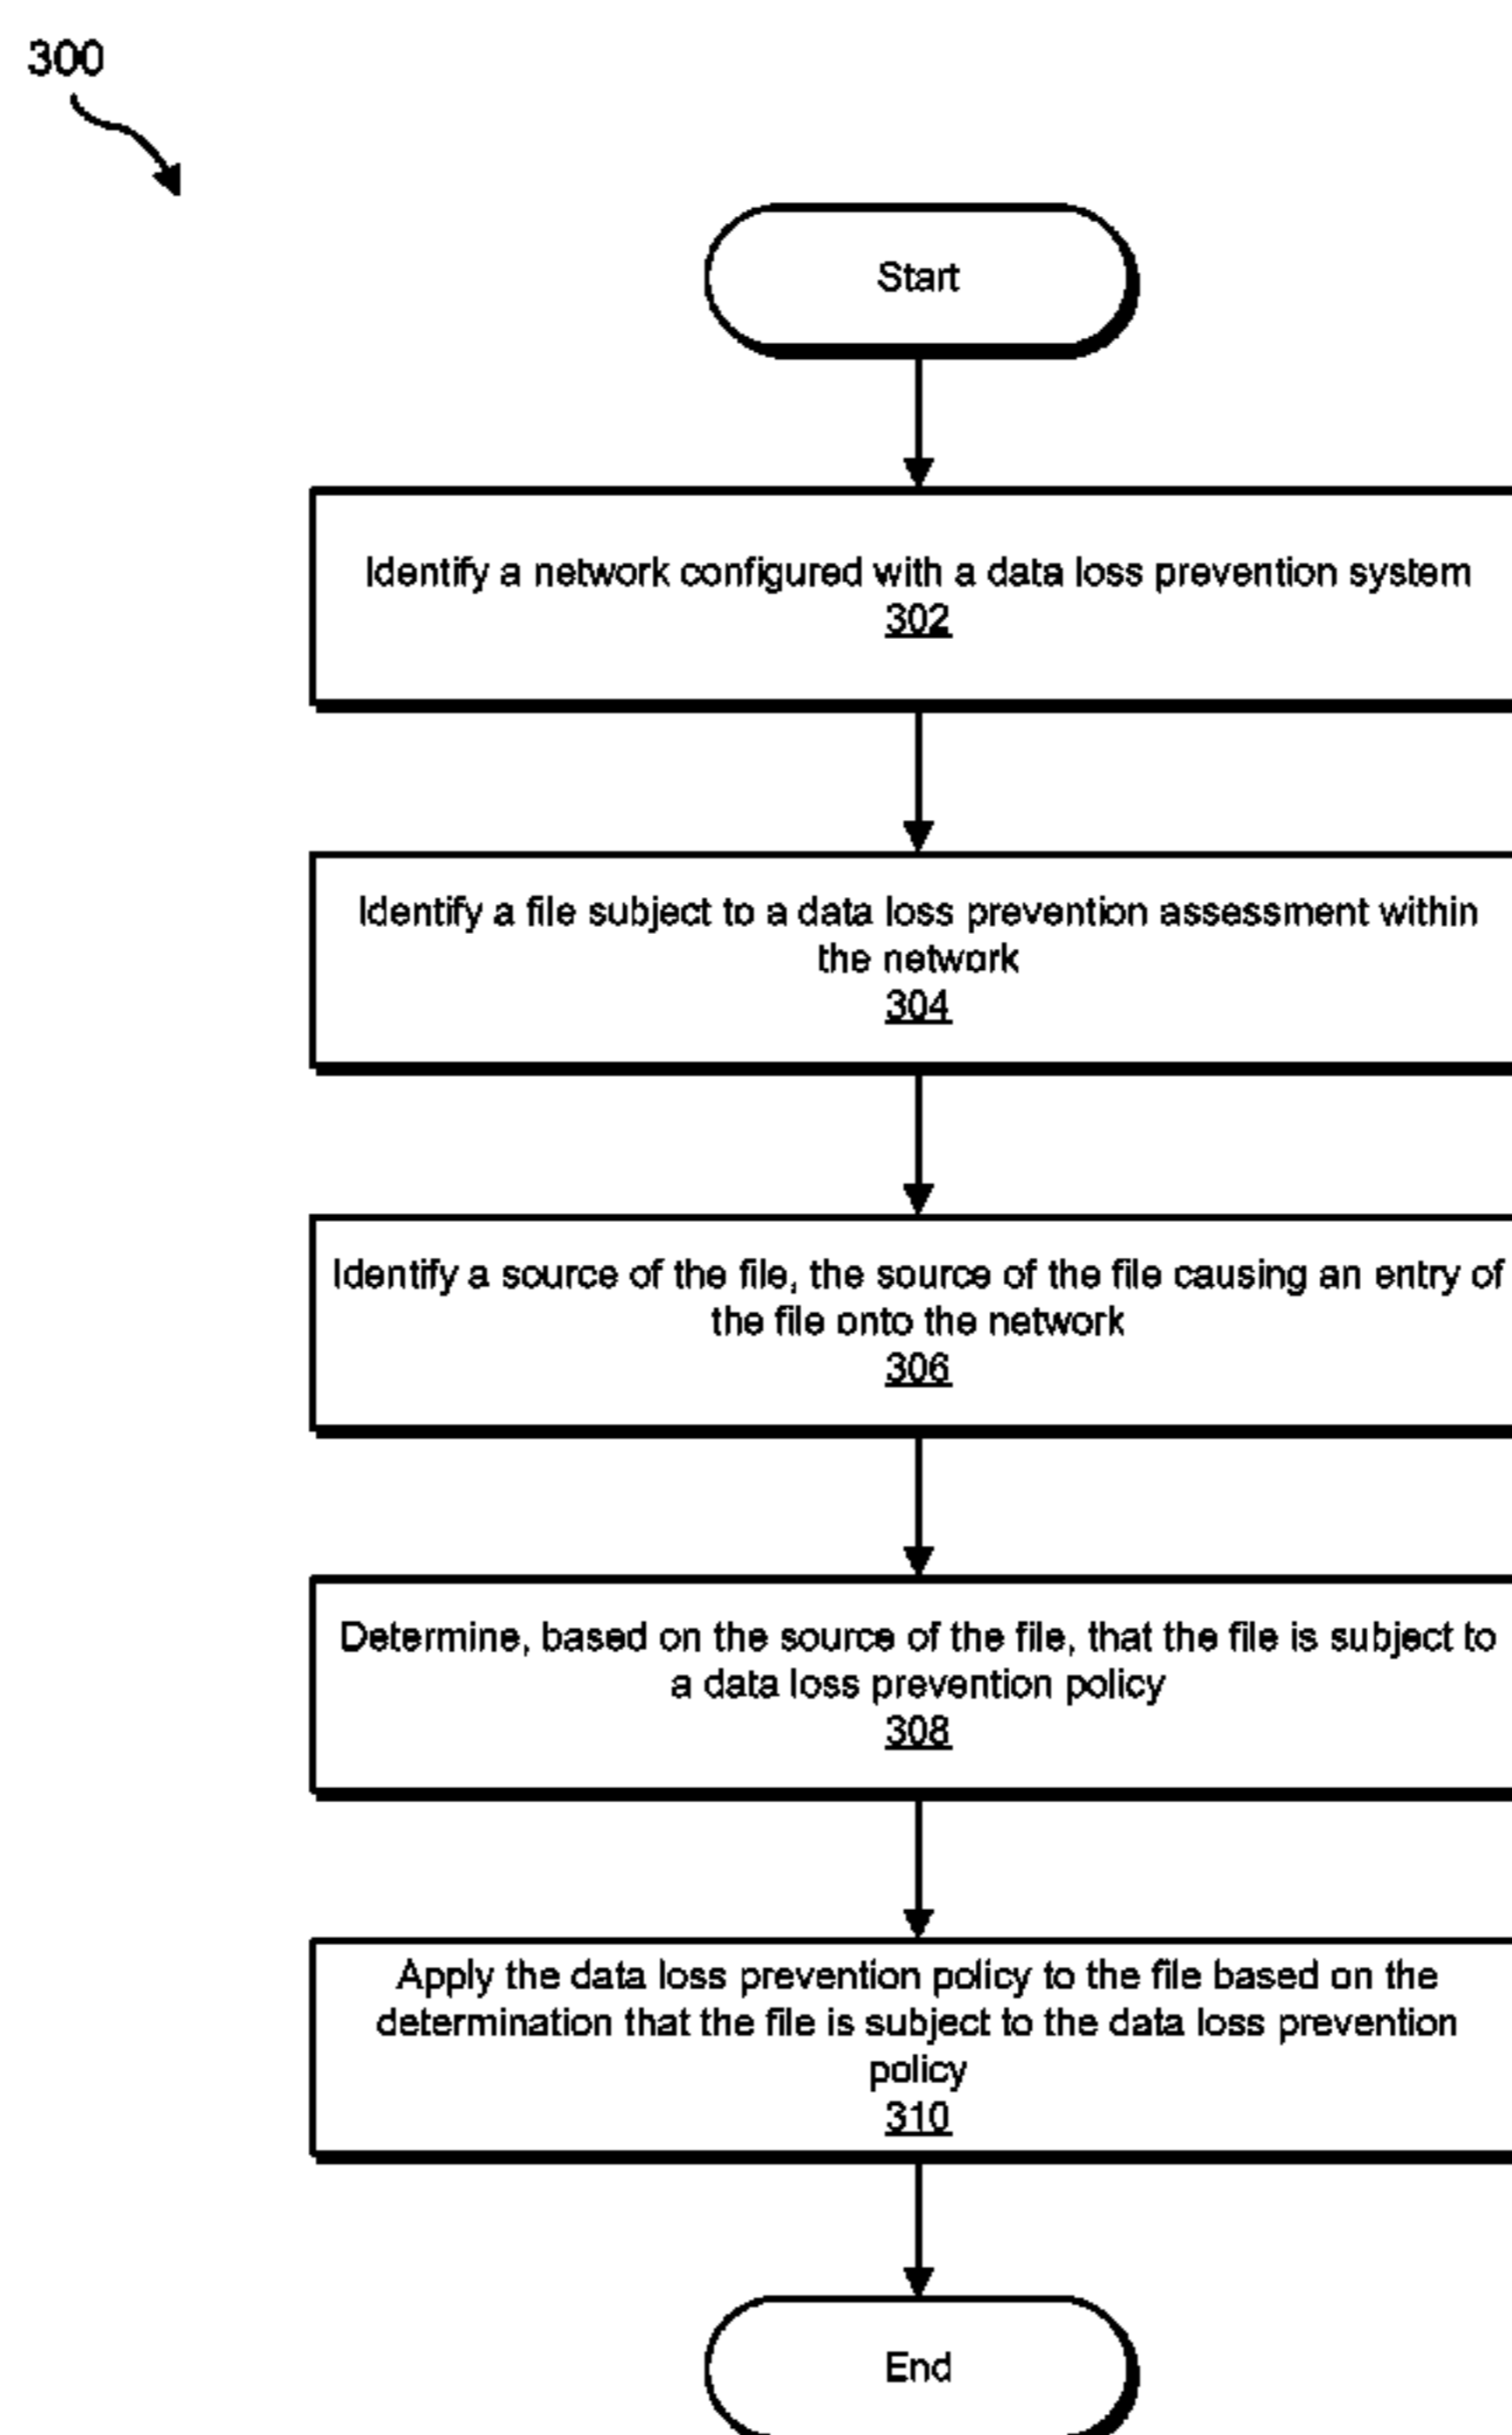 300
Start
Identify a network configured with a data loss prevention system
302
Identify a file subject to a data loss prevention assessment within
the network
304
Identify a source of the file, the source of the file causing an entry of
the file onto the network
306
Determine, based on the source of the file, that the file is subject to
a data loss prevention policy
308
Apply the data loss prevention policy to the file based on the
determination that the file is subject to the data loss prevention
policy
310
End